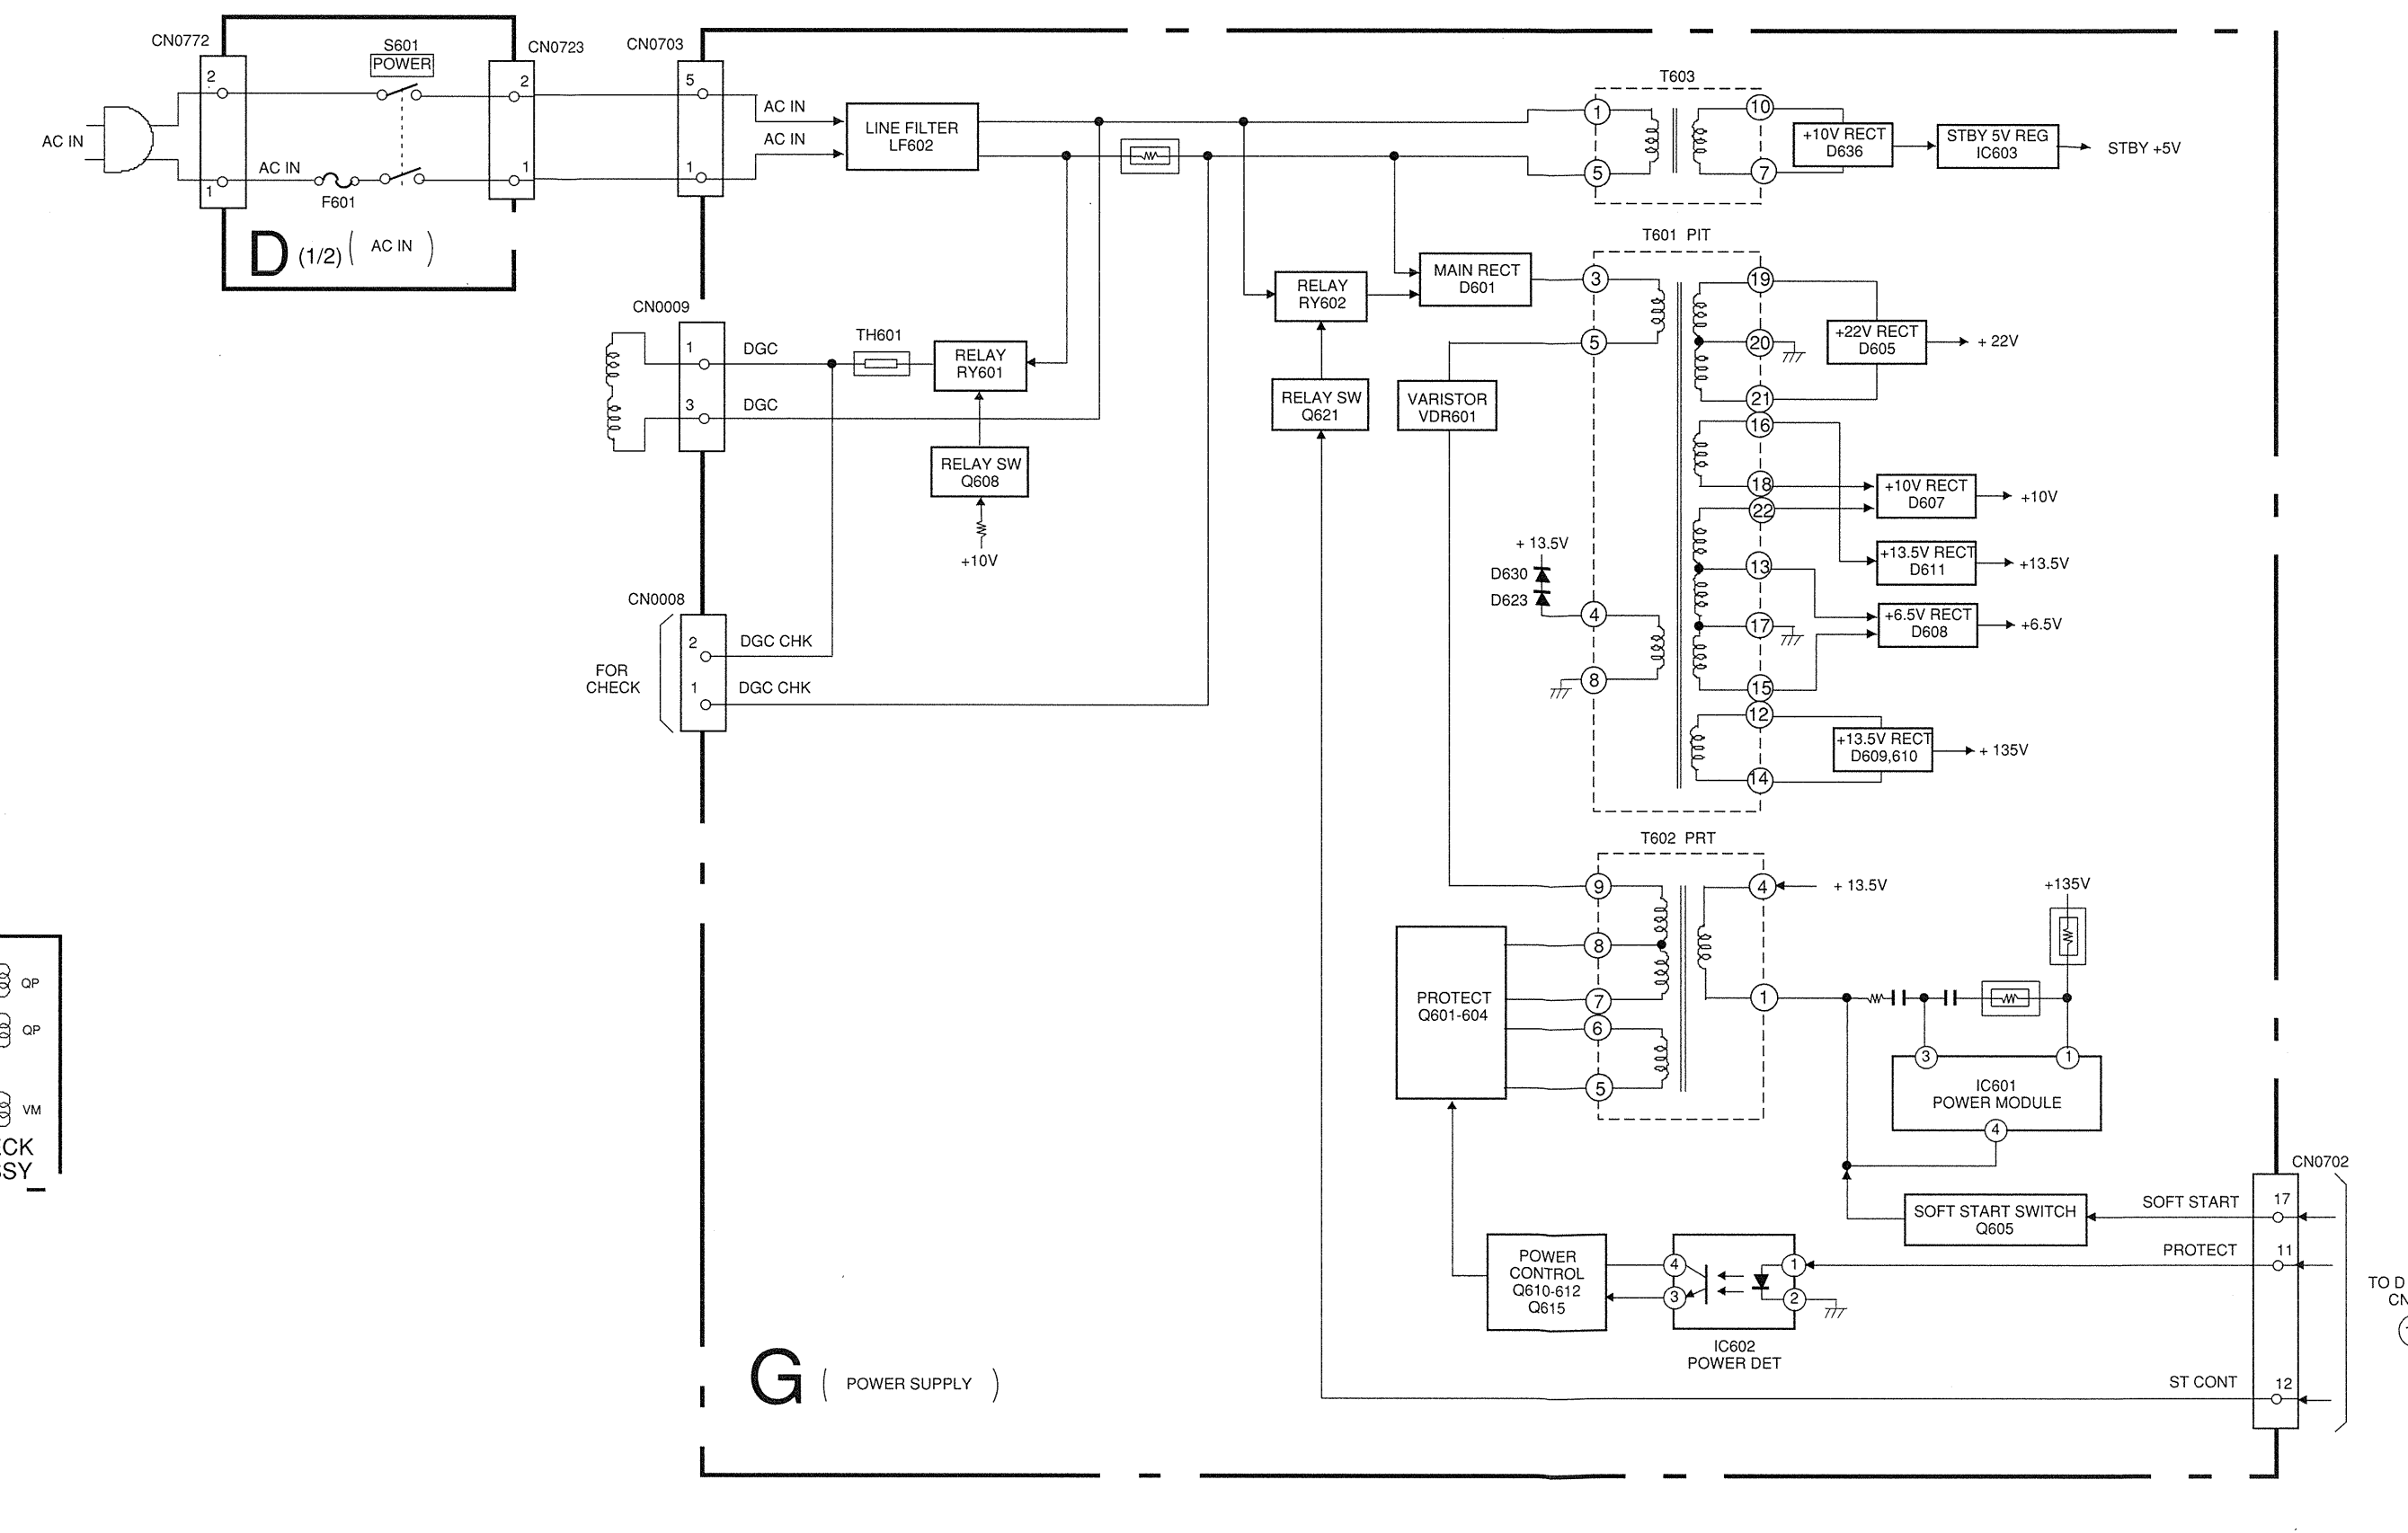 CN0772
S601
POWER
CN0723
CN0703
2
1
AC IN
AC IN
F601
2
1
D (1/2) ( AC IN )
5
1
AC IN
AC IN
LINE FILTER
LF602
T603
1
5
10
7
+10V RECT
D636
STBY 5V REG
IC603
STBY +5V
CN0009
1
3
DGC
DGC
TH601
RELAY
RY601
RELAY SW
Q608
+10V
RELAY
RY602
MAIN RECT
D601
RELAY SW
Q621
VARISTOR
VDR601
T601 PIT
3
5
4
8
+ 13.5V
D630
D623
19
20
21
16
18
22
13
17
15
12
14
+22V RECT
D605
+ 22V
+10V RECT
D607
+10V
+13.5V RECT
D611
+13.5V
+6.5V RECT
D608
+6.5V
+13.5V RECT
D609,610
+ 135V
CN0008
FOR
CHECK
2
1
DGC CHK
DGC CHK
T602 PRT
9
8
7
6
5
4
1
+ 13.5V
+135V
PROTECT
Q601-604
3
1
IC601
POWER MODULE
4
QP
QP
VM
ECK
SSY
CN0702
SOFT START SWITCH
Q605
SOFT START
17
PROTECT
11
ST CONT
12
POWER
CONTROL
Q610-612
Q615
4
3
1
2
IC602
POWER DET
TO D
CN
G ( POWER SUPPLY )